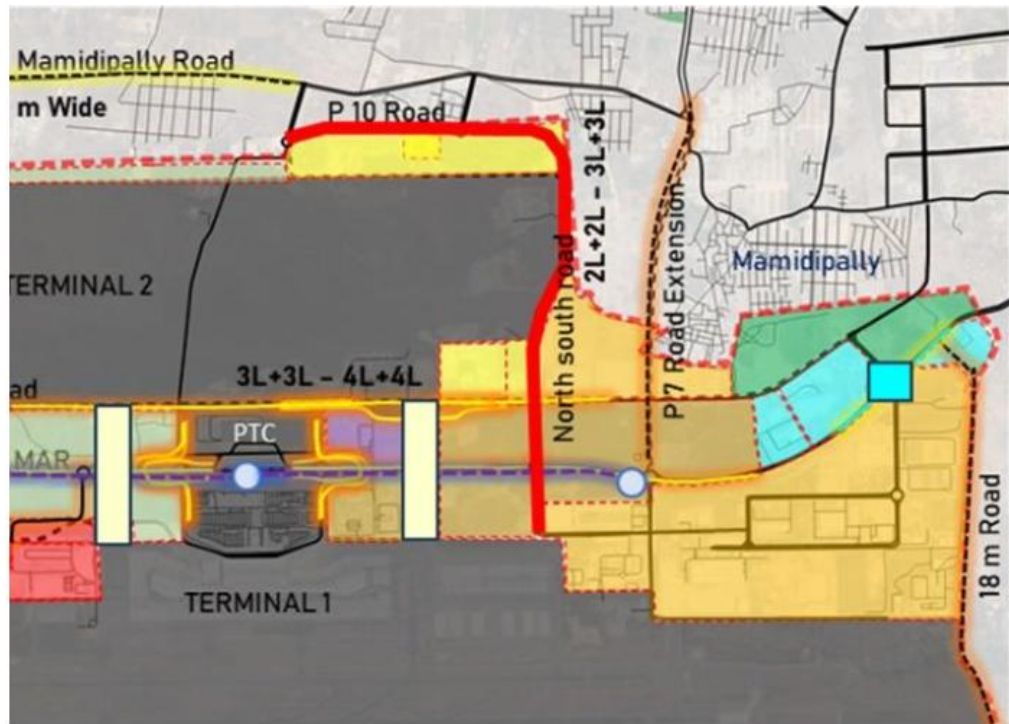 Mamidipally Road
m Wide
P 10 Road
2L+2L – 3L+3L
P 7 Road Extension
Mamidipally
TERMINAL 2
North south road
3L+3L – 4L+4L
ad
PTC
MAR
18 m Road
TERMINAL 1